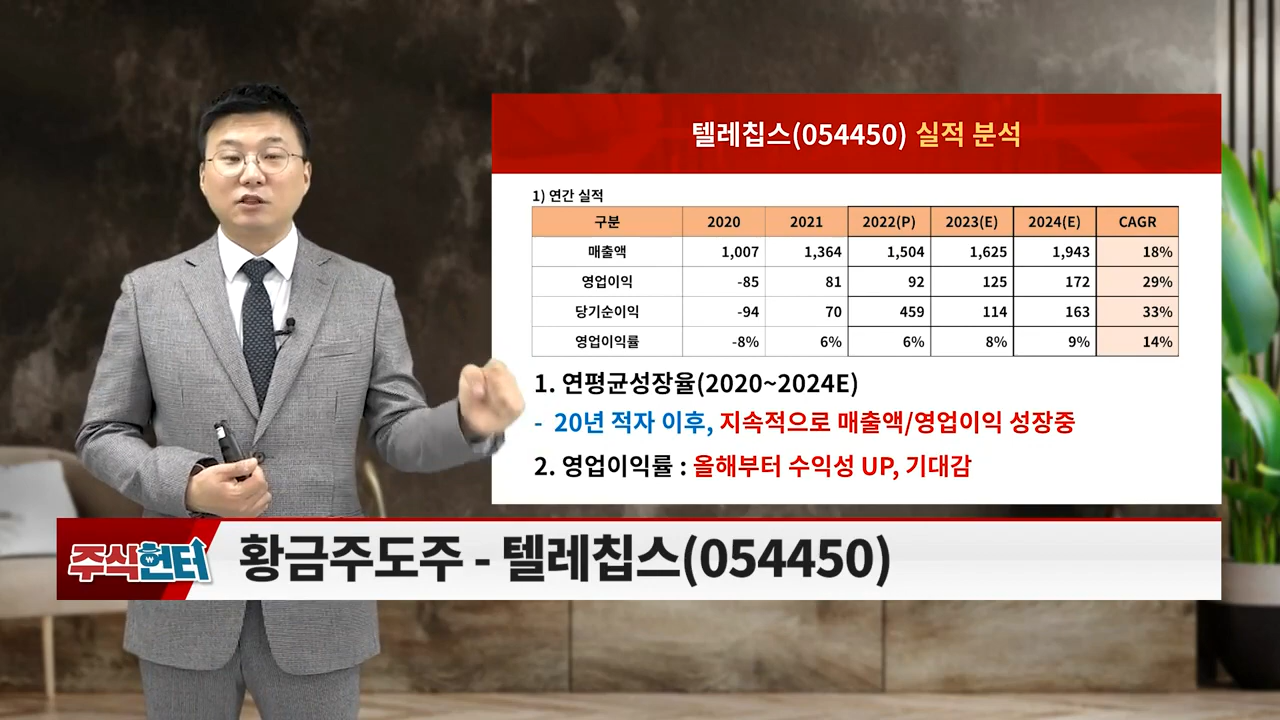 텔레칩스(054450) 실적 분석
1) 연간 실적
구분 2020 2021 2022(P) 2023(E) 2024(E) CAGR
매출액 1,007 1,364 1,504 1,625 1,943 18%
영업이익 -85 81 92 125 172 29%
당기순이익 -94 70 459 114 163 33%
영업이익률 -8% 6% 6% 8% 9% 14%
1. 연평균성장율(2020~2024E)
- 20년 적자 이후, 지속적으로 매출액/영업이익 성장중
2. 영업이익률 : 올해부터 수익성 UP, 기대감
주식헌터 황금주도주 - 텔레칩스(054450)